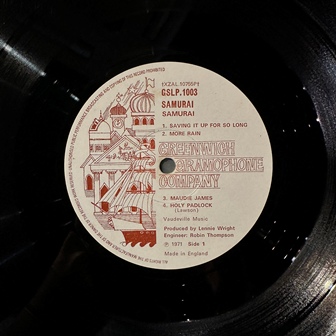 (XZAL 10705P)
GSLP.1003
SAMURAI
SAMURAI
1. SAVING IT UP FOR SO LONG
2. MORE RAIN
GREENWICH
GRAMOPHONE
COMPANY
3. MAUDIE JAMES
4. HOLY PADLOCK
(Lawson)
Vaudeville Music
Produced by Lennie Wright
Engineer: Robin Thompson
℗ 1971 Side 1
Made in England